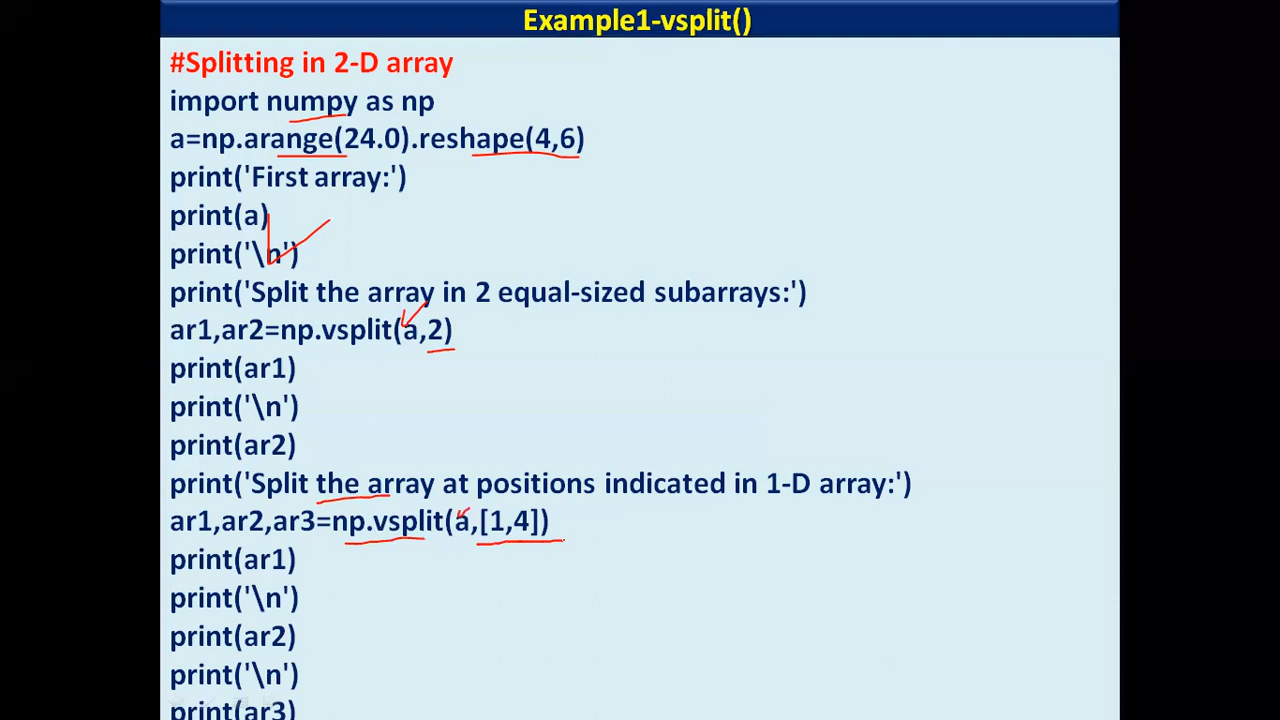 Example1-vsplit()
#Splitting in 2-D array
import numpy as np
a=np.arange(24.0).reshape(4,6)
print('First array:')
print(a)
print('\n')
print('Split the array in 2 equal-sized subarrays:')
ar1,ar2=np.vsplit(a,2)
print(ar1)
print('\n')
print(ar2)
print('Split the array at positions indicated in 1-D array:')
ar1,ar2,ar3=np.vsplit(a,[1,4])
print(ar1)
print('\n')
print(ar2)
print('\n')
print(ar3)